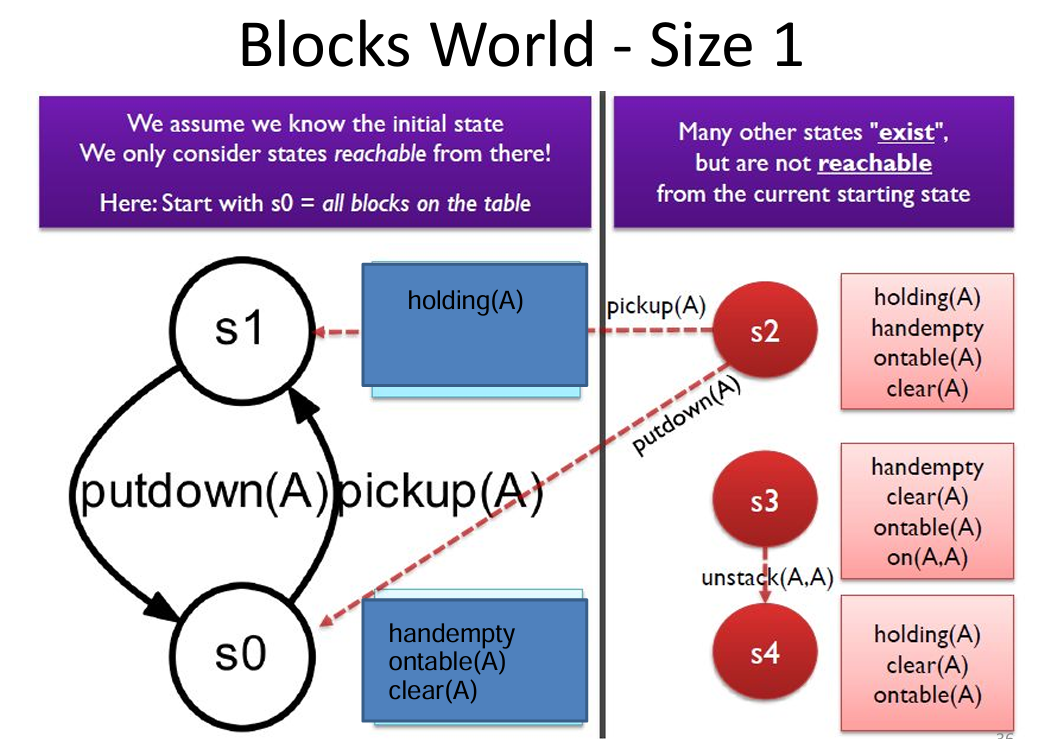 Blocks World - Size 1
We assume we know the initial state
We only consider states reachable from there!
Here: Start with s0 = all blocks on the table
Many other states "exist",
but are not reachable
from the current starting state
s1
holding(A)
pickup(A)
s2
holding(A)
handempty
ontable(A)
clear(A)
putdown(A)
putdown(A)
pickup(A)
s3
handempty
clear(A)
ontable(A)
on(A,A)
unstack(A,A)
s0
handempty
ontable(A)
clear(A)
s4
holding(A)
clear(A)
ontable(A)